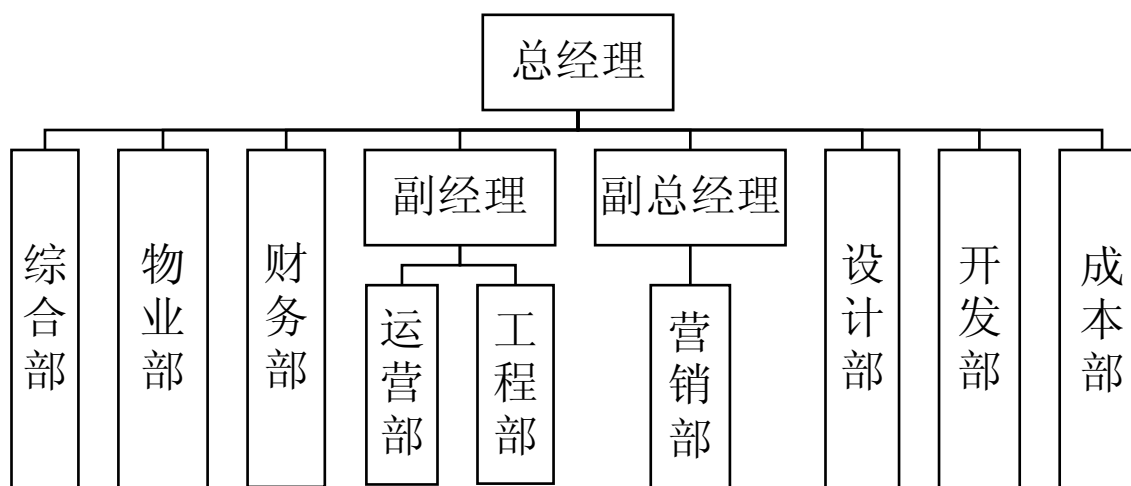 总经理
综合部
物业部
财务部
副经理
副总经理
设计部
开发部
成本部
运营部
工程部
营销部